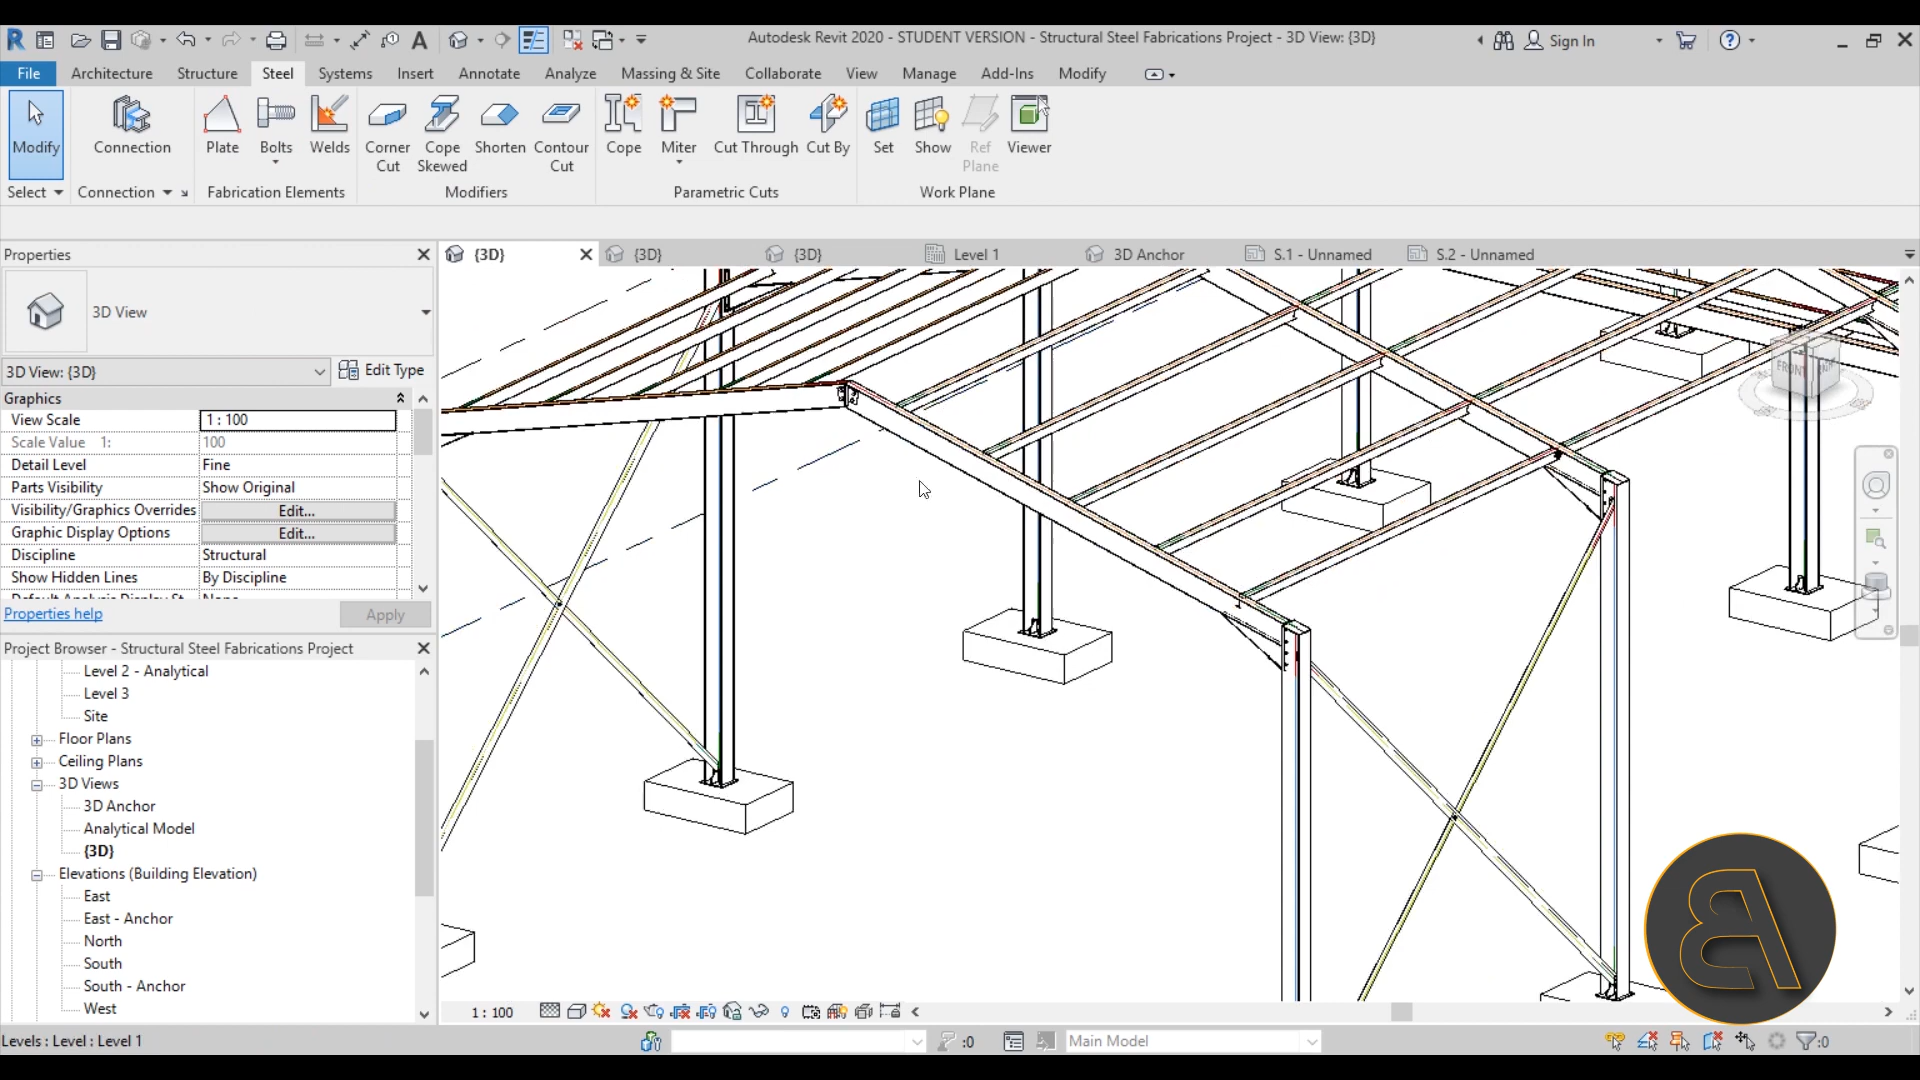 Autodesk Revit 2020 - STUDENT VERSION - Structural Steel Fabrications Project - 3D View: {3D}
Sign In
File Architecture Structure Steel Systems Insert Annotate Analyze Massing & Site Collaborate View Manage Add-Ins Modify
Modify Connection Plate Bolts Welds Corner Cut Cope Skewed Shorten Contour Cut Cope Miter Cut Through Cut By Set Show Ref Plane Viewer
Select Connection Fabrication Elements Modifiers Parametric Cuts Work Plane
Properties
{3D} {3D} {3D} Level 1 3D Anchor S.1 - Unnamed S.2 - Unnamed
3D View
3D View: {3D} Edit Type
Graphics
View Scale 1 : 100
Scale Value 1: 100
Detail Level Fine
Parts Visibility Show Original
Visibility/Graphics Overrides Edit...
Graphic Display Options Edit...
Discipline Structural
Show Hidden Lines By Discipline
Properties help Apply
Project Browser - Structural Steel Fabrications Project
Level 2 - Analytical
Level 3
Site
Floor Plans
Ceiling Plans
3D Views
3D Anchor
Analytical Model
{3D}
Elevations (Building Elevation)
East
East - Anchor
North
South
South - Anchor
West
FRONT
1 : 100
Levels : Level : Level 1
:0
Main Model
:0